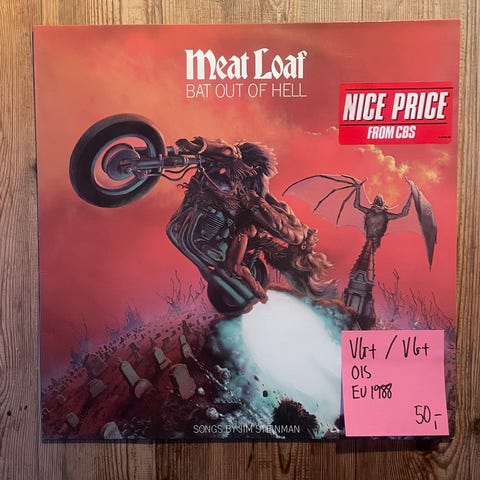 Meat Loaf
BAT OUT OF HELL
NICE PRICE
FROM CBS
VG+ / VG+
OIS
EU 1988
50,-
SONGS BY JIM STEINMAN